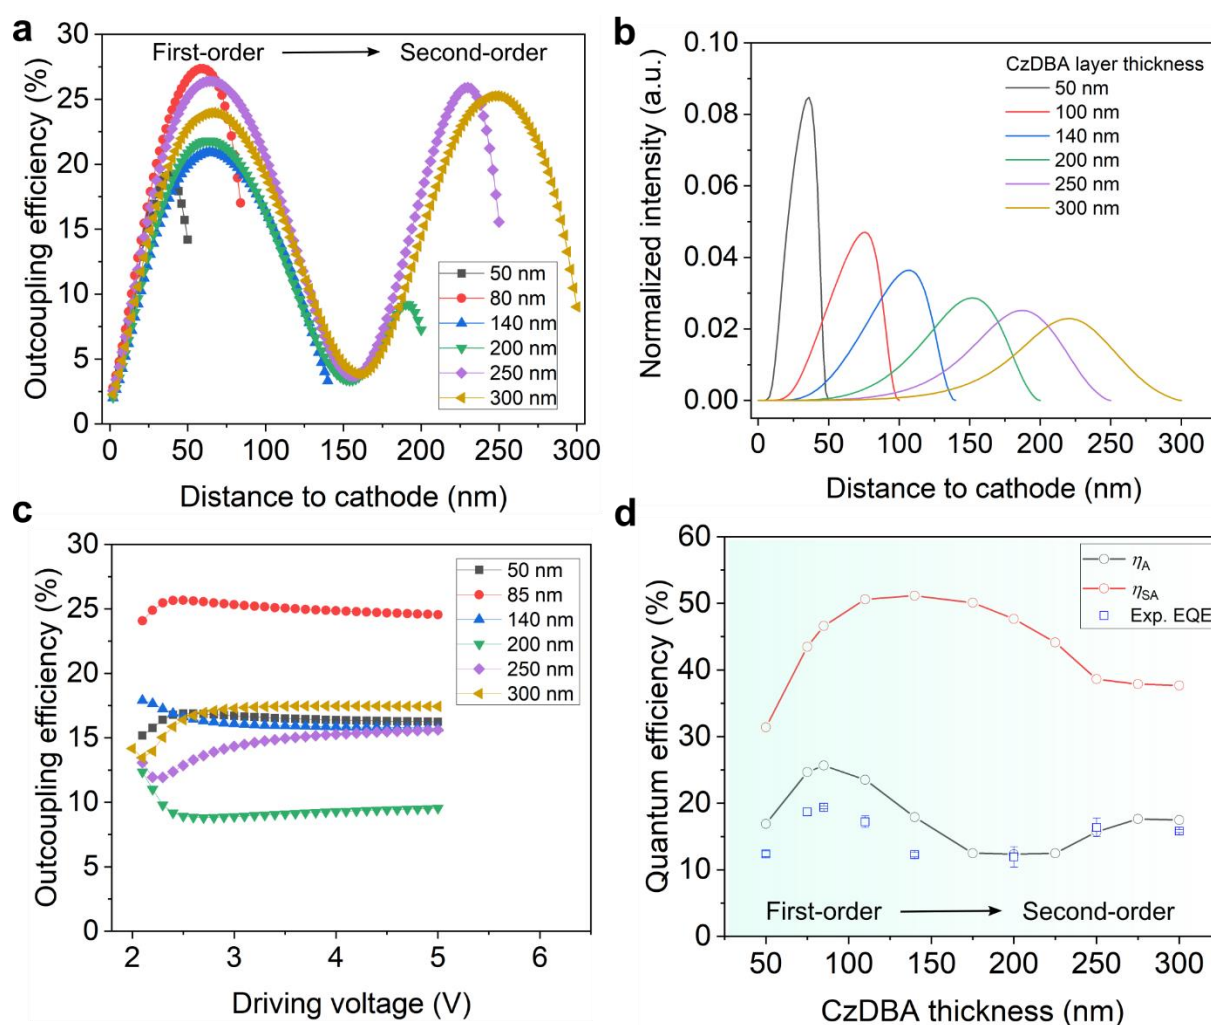 a
30
25
20
15
10
5
0
Outcoupling efficiency (%)
First-order
Second-order
50 nm
80 nm
140 nm
200 nm
250 nm
300 nm
0 50 100 150 200 250 300
Distance to cathode (nm)
b
0.10
0.08
0.06
0.04
0.02
0.00
Normalized intensity (a.u.)
CzDBA layer thickness
50 nm
100 nm
140 nm
200 nm
250 nm
300 nm
0 50 100 150 200 250 300
Distance to cathode (nm)
c
30
25
20
15
10
5
0
Outcoupling efficiency (%)
50 nm
85 nm
140 nm
200 nm
250 nm
300 nm
2 3 4 5 6
Driving voltage (V)
d
60
50
40
30
20
10
0
Quantum efficiency (%)
ηA
ηSA
Exp. EQE
First-order
Second-order
50 100 150 200 250 300
CzDBA thickness (nm)